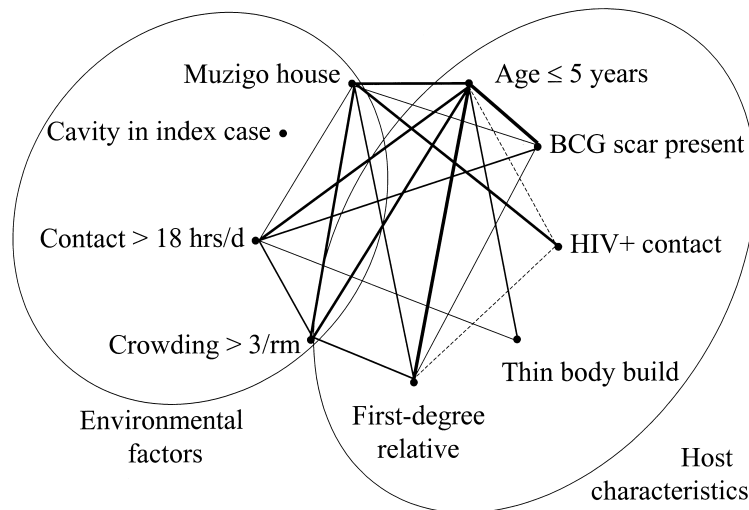 Muzigo house
Age ≤ 5 years
Cavity in index case
BCG scar present
Contact > 18 hrs/d
HIV+ contact
Crowding > 3/rm
Thin body build
First-degree
relative
Environmental
factors
Host
characteristics